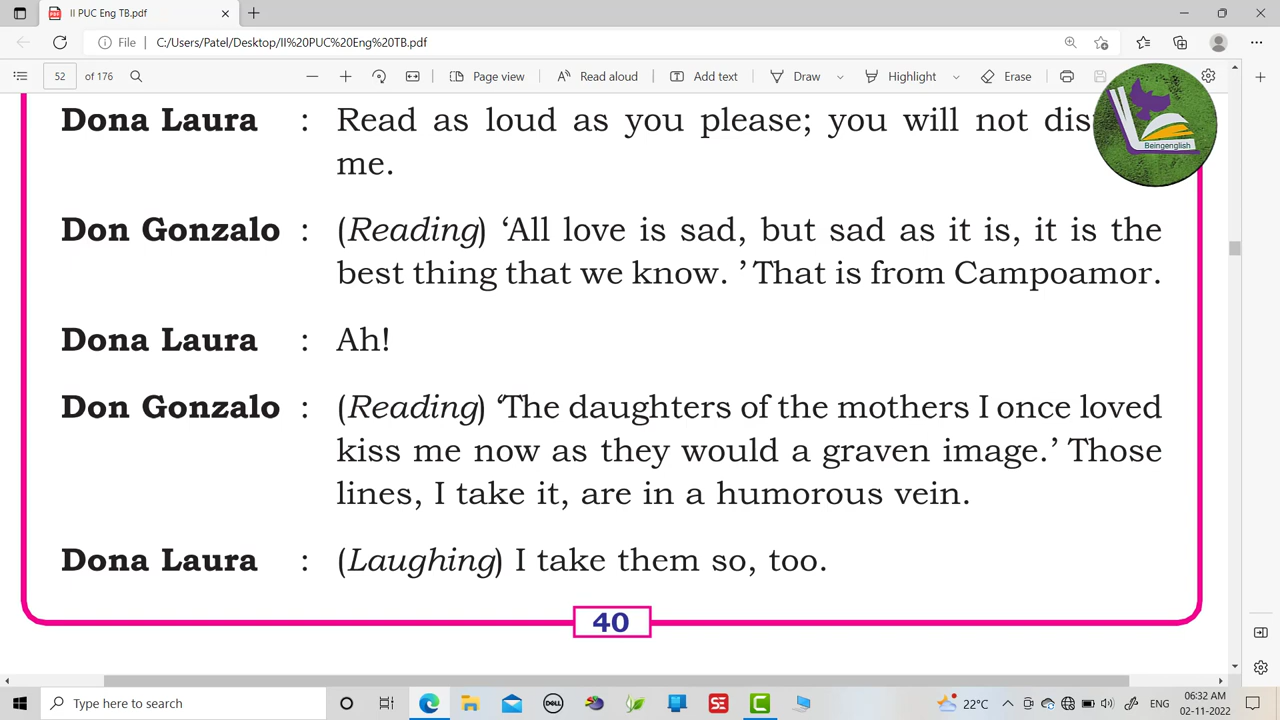 II PUC Eng TB.pdf
File C:/Users/Patel/Desktop/II%20PUC%20Eng%20TB.pdf
52 of 176 Page view Read aloud Add text Draw Highlight Erase
Dona Laura : Read as loud as you please; you will not dis
me.
Beingenglish
Don Gonzalo : (Reading) ‘All love is sad, but sad as it is, it is the
best thing that we know. ’ That is from Campoamor.
Dona Laura : Ah!
Don Gonzalo : (Reading) ‘The daughters of the mothers I once loved
kiss me now as they would a graven image.’ Those
lines, I take it, are in a humorous vein.
Dona Laura : (Laughing) I take them so, too.
40
Type here to search DELL SE C 22°C ENG 06:32 AM
02-11-2022